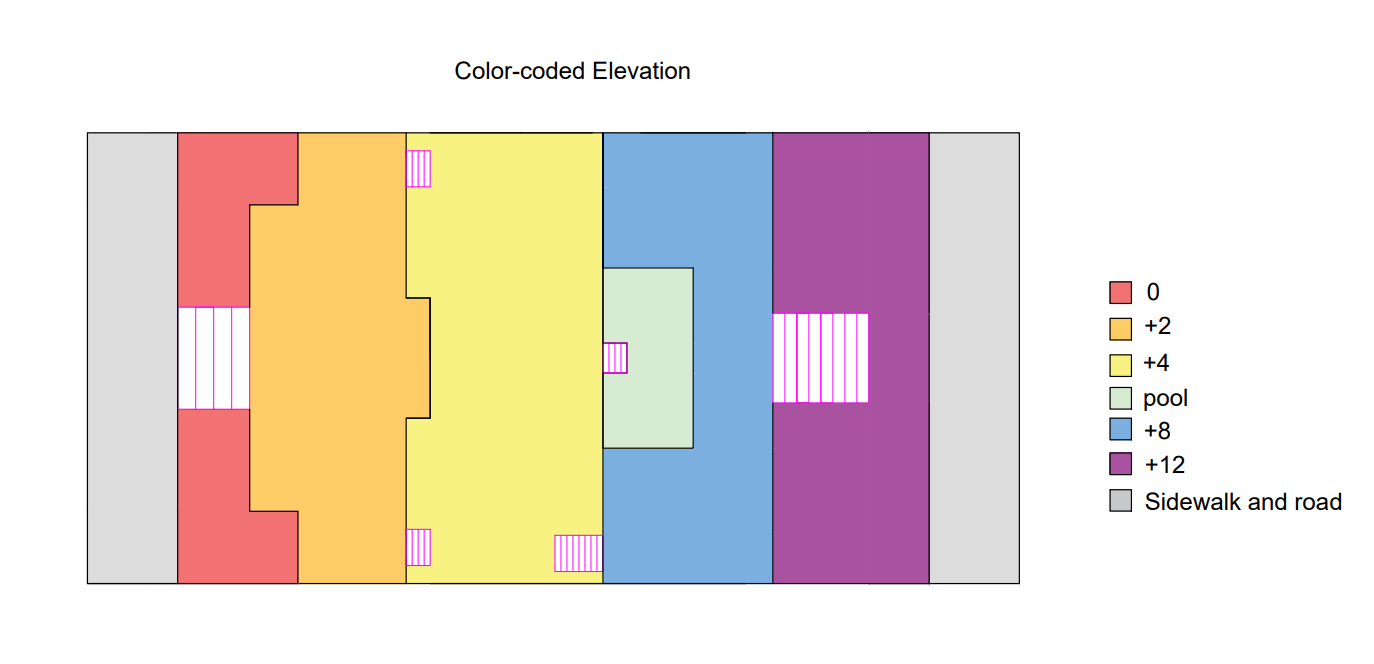 Color-coded Elevation
0
+2
+4
pool
+8
+12
Sidewalk and road